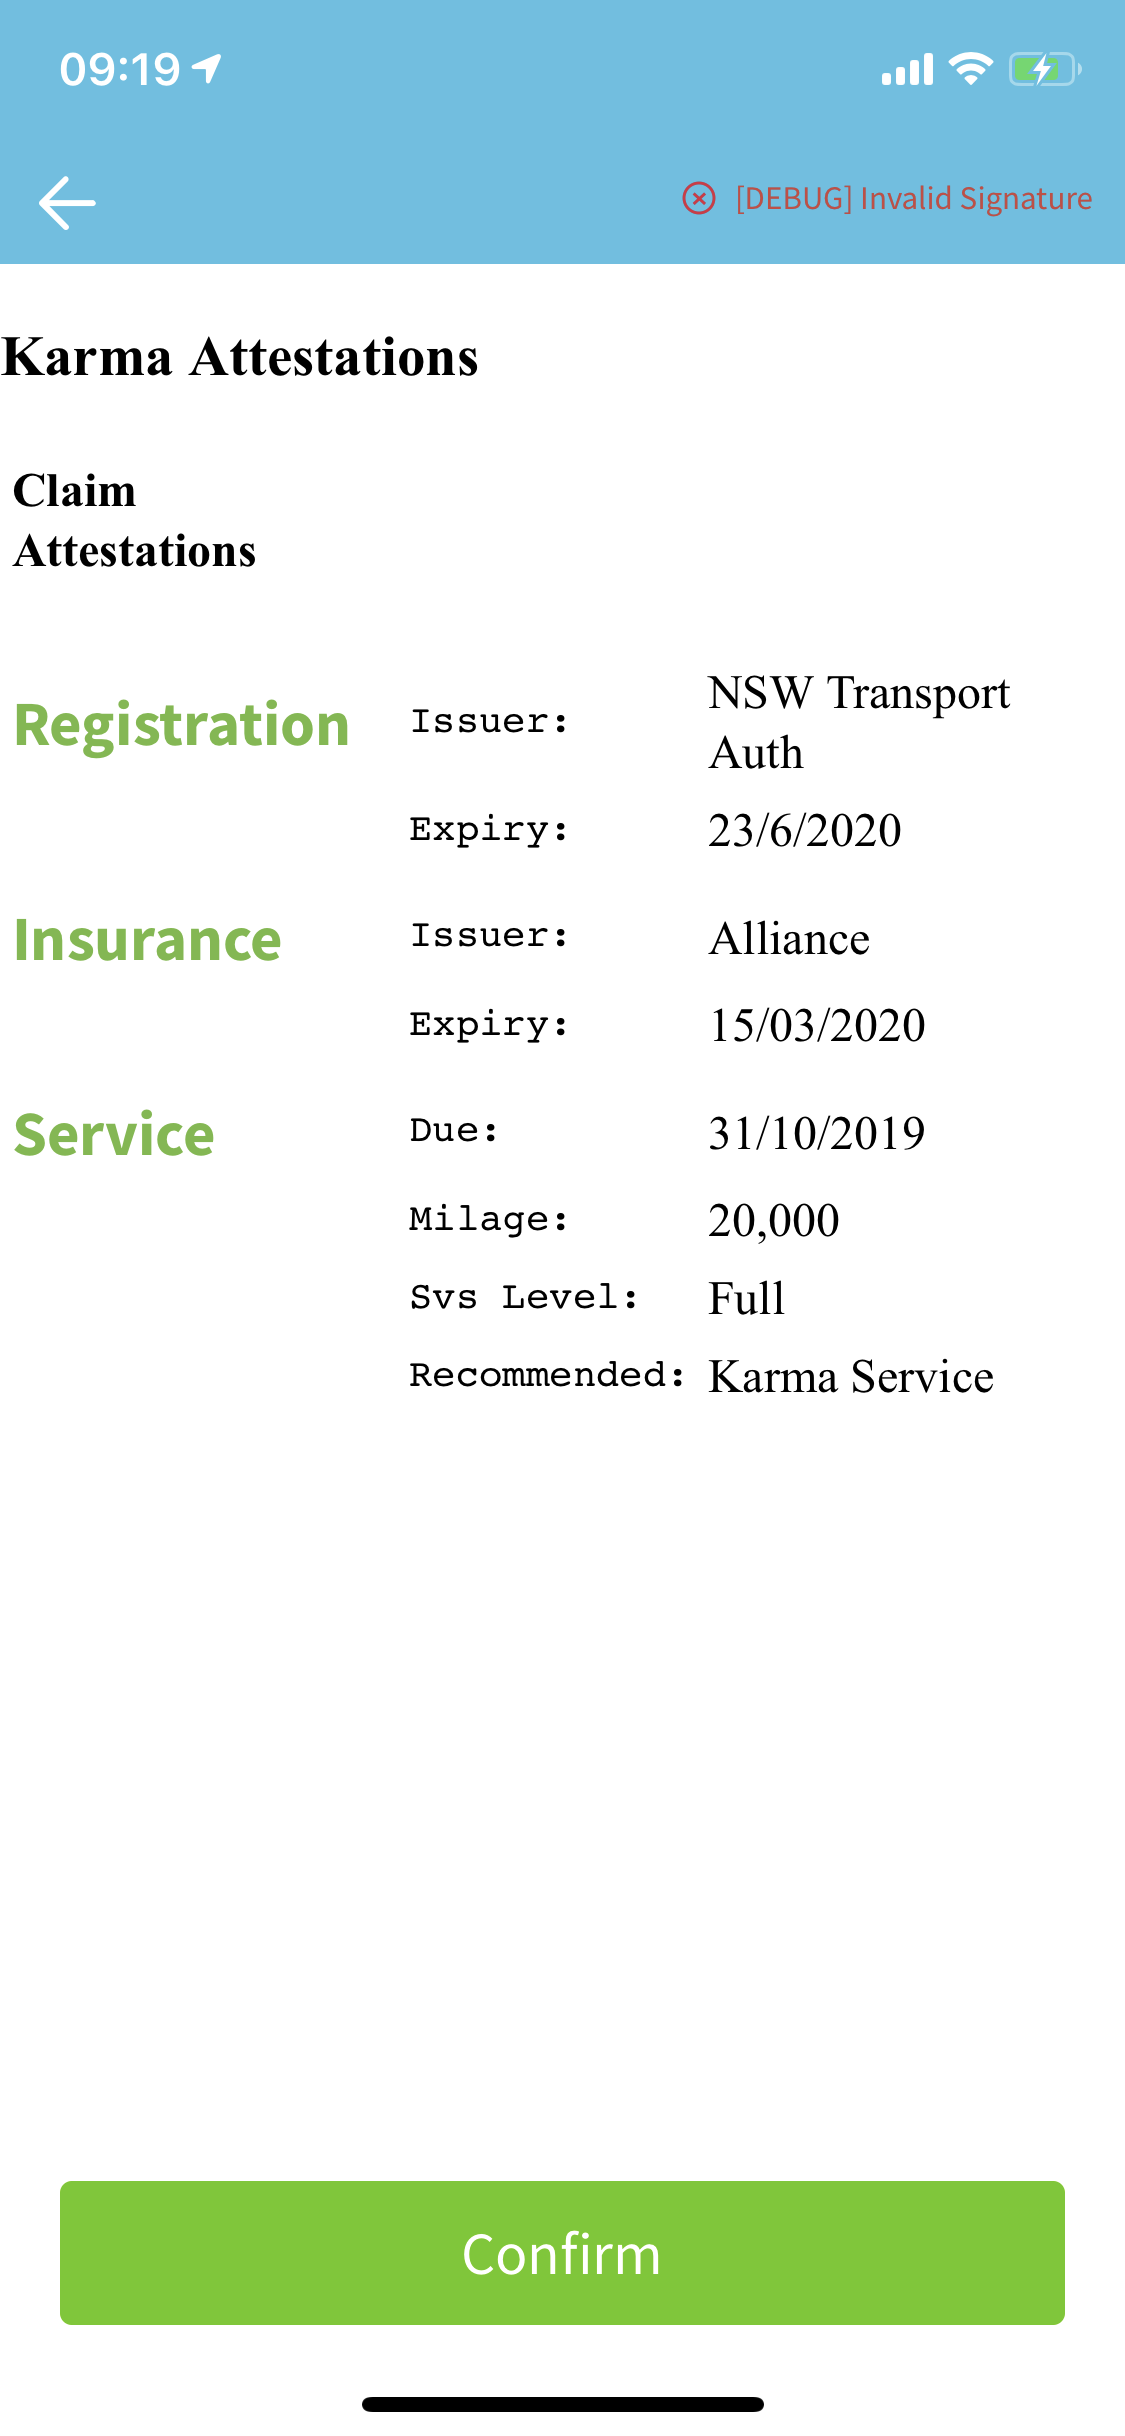 09:19
[DEBUG] Invalid Signature
Karma Attestations
Claim
Attestations
Registration Issuer: NSW Transport
Auth
Expiry: 23/6/2020
Insurance Issuer: Alliance
Expiry: 15/03/2020
Service Due: 31/10/2019
Milage: 20,000
Svs Level: Full
Recommended: Karma Service
Confirm